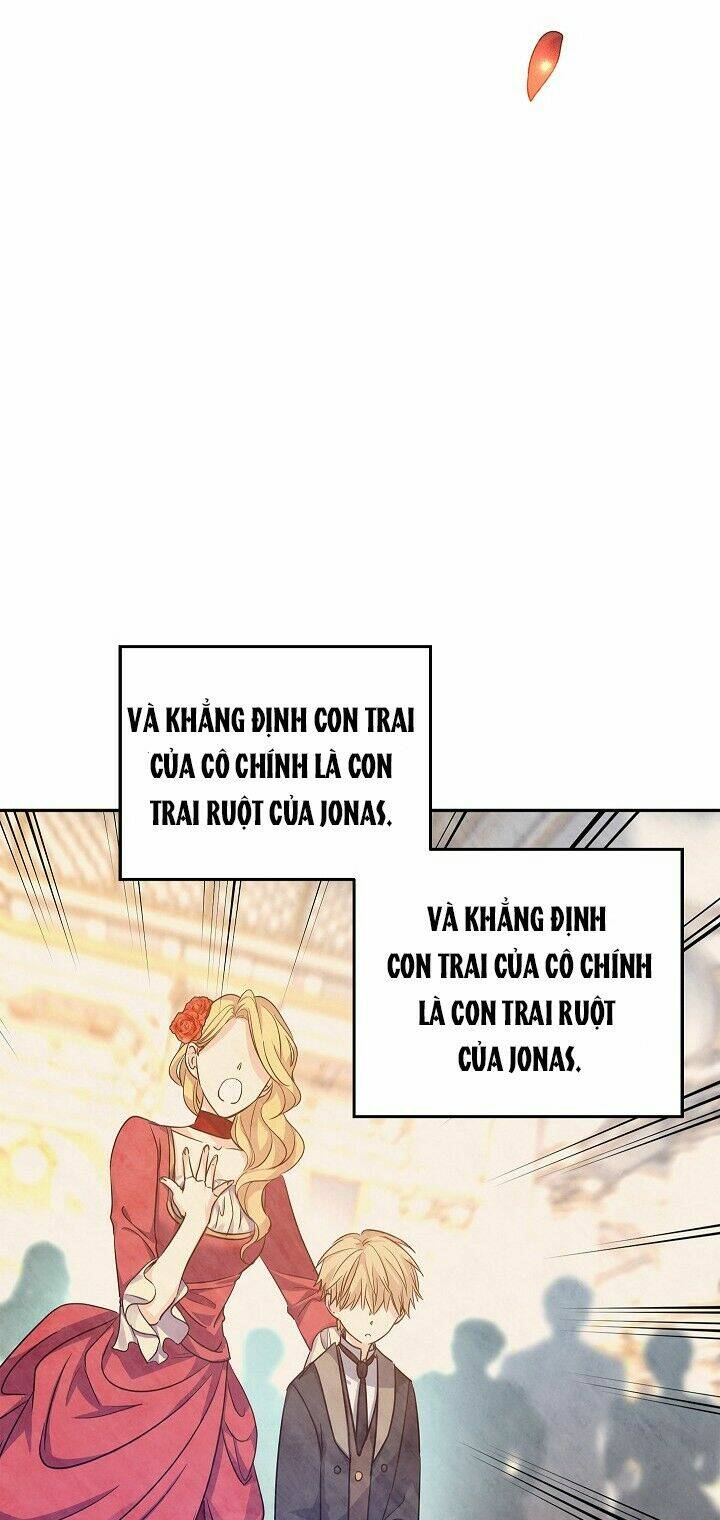 VÀ KHẲNG ĐỊNH CON TRAI
CỦA CÔ CHÍNH LÀ CON
TRAI RUỘT CỦA JONAS.
VÀ KHẲNG ĐỊNH
CON TRAI CỦA CÔ CHÍNH
LÀ CON TRAI RUỘT
CỦA JONAS.